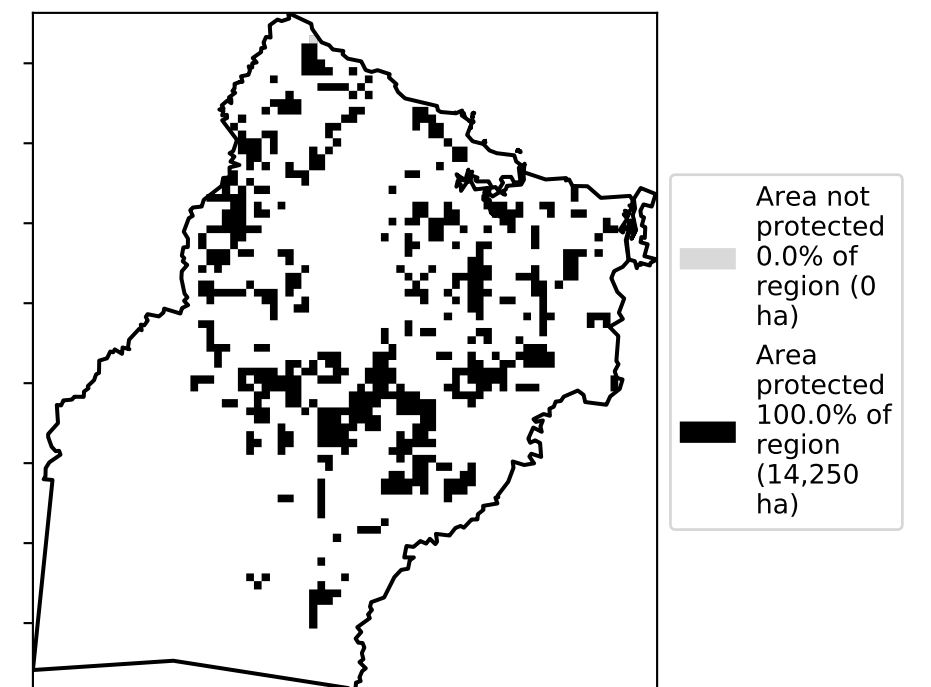 Area not
protected
0.0% of
region (0
ha)
Area
protected
100.0% of
region
(14,250
ha)